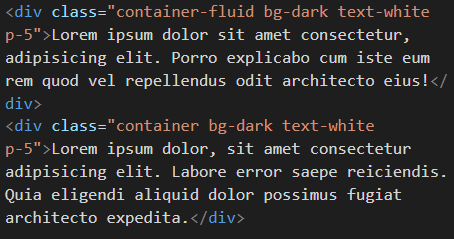 <div class="container-fluid bg-dark text-white
p-5">Lorem ipsum dolor sit amet consectetur,
adipisicing elit. Porro explicabo cum iste eum
rem quod vel repellendus odit architecto eius!</
div>
<div class="container bg-dark text-white
p-5">Lorem ipsum dolor, sit amet consectetur
adipisicing elit. Labore error saepe reiciendis.
Quia eligendi aliquid dolor possimus fugiat
architecto expedita.</div>